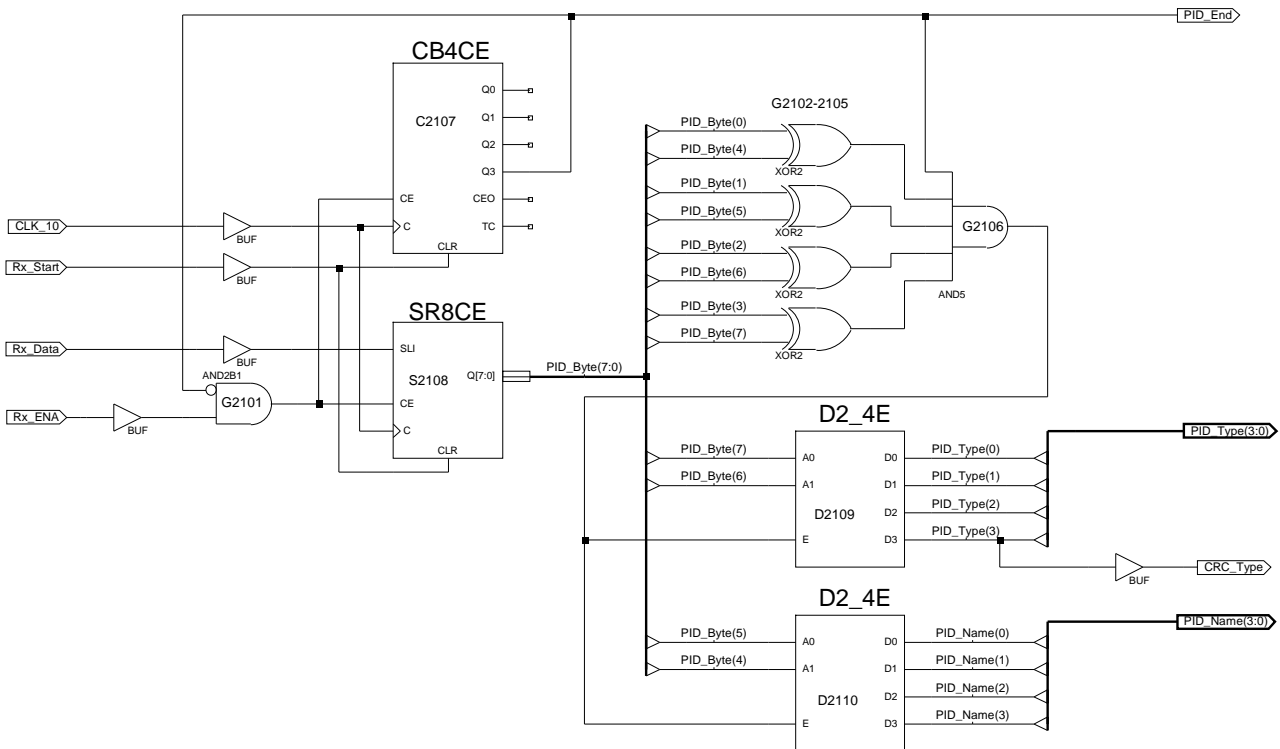 PID_End
CB4CE
Q0
C2107
Q1
Q2
Q3
CE
CEO
C
TC
CLR
CLK_10
BUF
Rx_Start
BUF
G2102-2105
PID_Byte(0)
PID_Byte(4)
XOR2
PID_Byte(1)
PID_Byte(5)
XOR2
PID_Byte(2)
PID_Byte(6)
XOR2
PID_Byte(3)
PID_Byte(7)
XOR2
G2106
AND5
SR8CE
Rx_Data
BUF
SLI
S2108
Q[7:0]
PID_Byte(7:0)
AND2B1
G2101
CE
Rx_ENA
BUF
C
CLR
D2_4E
PID_Byte(7)
A0
D0
PID_Type(0)
PID_Byte(6)
A1
D1
PID_Type(1)
D2109
D2
PID_Type(2)
E
D3
PID_Type(3)
PID_Type(3:0)
BUF
CRC_Type
D2_4E
PID_Byte(5)
A0
D0
PID_Name(0)
PID_Byte(4)
A1
D1
PID_Name(1)
D2110
D2
PID_Name(2)
E
D3
PID_Name(3)
PID_Name(3:0)